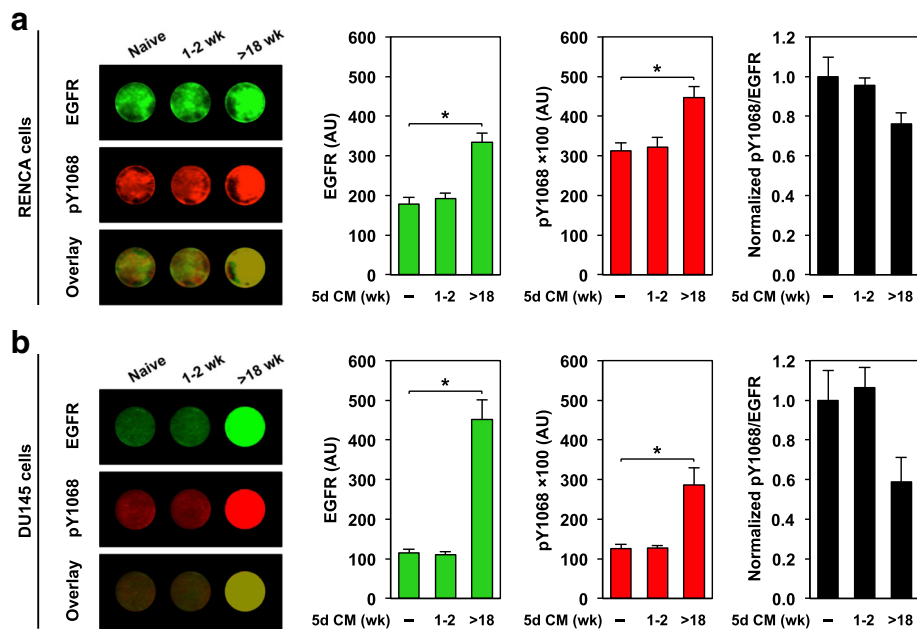 a
RENCA cells
Naive 1-2 wk >18 wk
EGFR
pY1068
Overlay
EGFR (AU)
600
500
400
300
200
100
0
*
5d CM (wk) – 1-2 >18
pY1068 ×100 (AU)
600
500
400
300
200
100
0
*
5d CM (wk) – 1-2 >18
Normalized pY1068/EGFR
1.2
1.0
0.8
0.6
0.4
0.2
0.0
5d CM (wk) – 1-2 >18
b
DU145 cells
Naive 1-2 wk >18 wk
EGFR
pY1068
Overlay
EGFR (AU)
600
500
400
300
200
100
0
*
5d CM (wk) – 1-2 >18
pY1068 ×100 (AU)
600
500
400
300
200
100
0
*
5d CM (wk) – 1-2 >18
Normalized pY1068/EGFR
1.2
1.0
0.8
0.6
0.4
0.2
0.0
5d CM (wk) – 1-2 >18